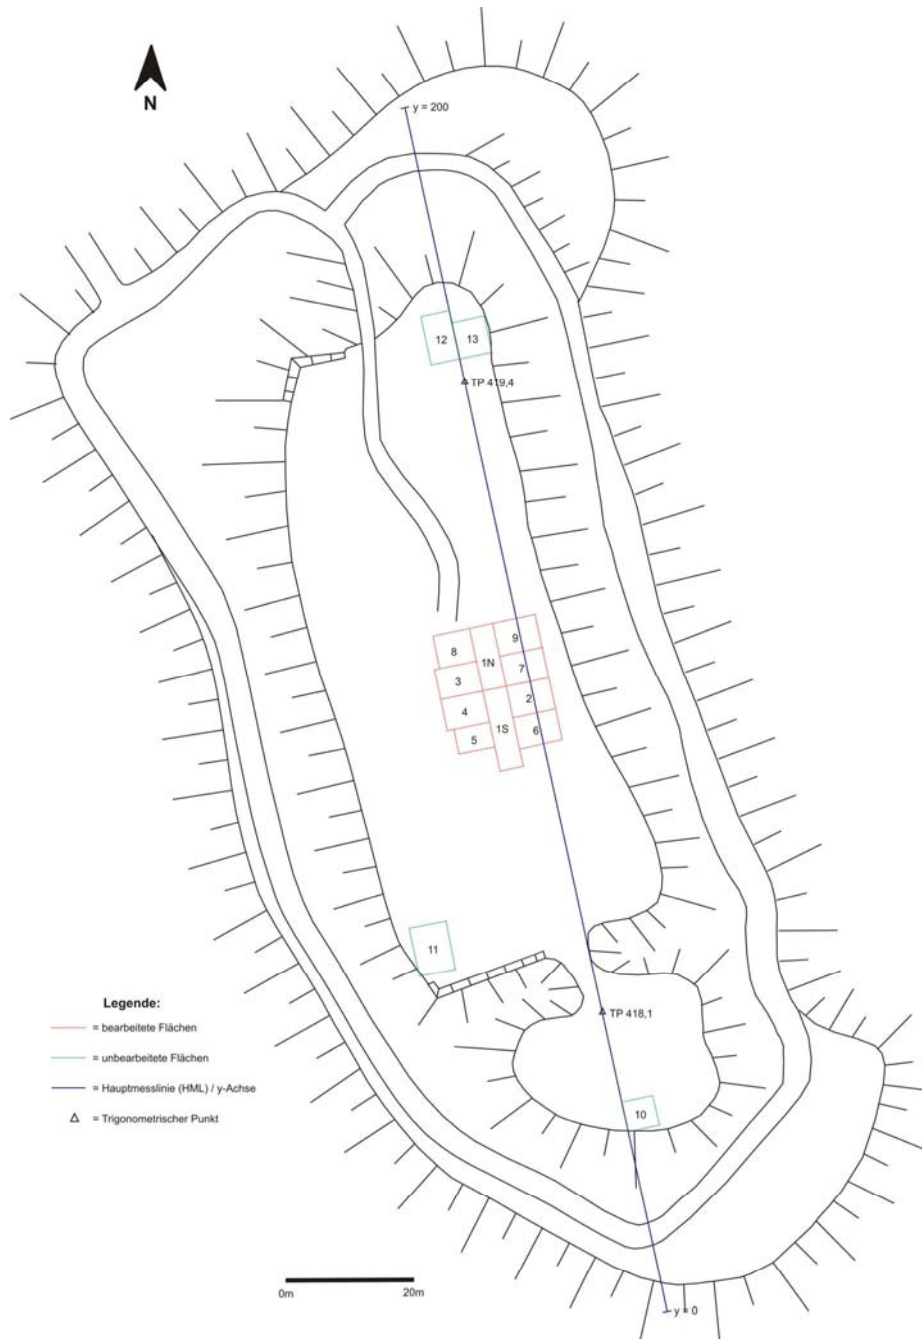 N
y = 200
12
13
TP 419,4
9
8
1N
7
3
2
4
1S
6
5
11
Legende:
= bearbeitete Flächen
= unbearbeitete Flächen
= Hauptmesslinie (HML) / y-Achse
= Trigonometrischer Punkt
TP 418,1
10
0m
20m
y = 0